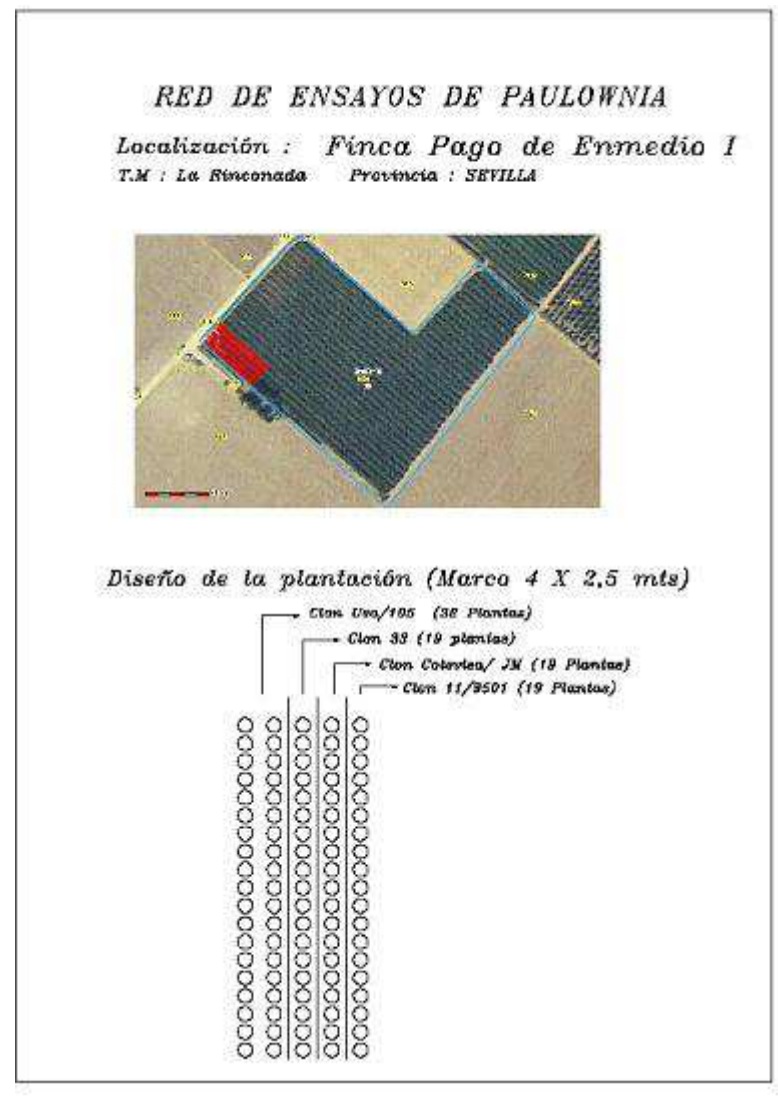 RED DE ENSAYOS DE PAULOWNIA
Localización : Finca Pago de Enmedio I
T.M : La Rinconada Provincia : SEVILLA
Diseño de la plantación (Marco 4 X 2,5 mts)
Clon Uva/105 (38 Plantas)
Clon 33 (19 plantas)
Clon / JM (19 Plantas)
Clon 11/9501 (19 Plantas)